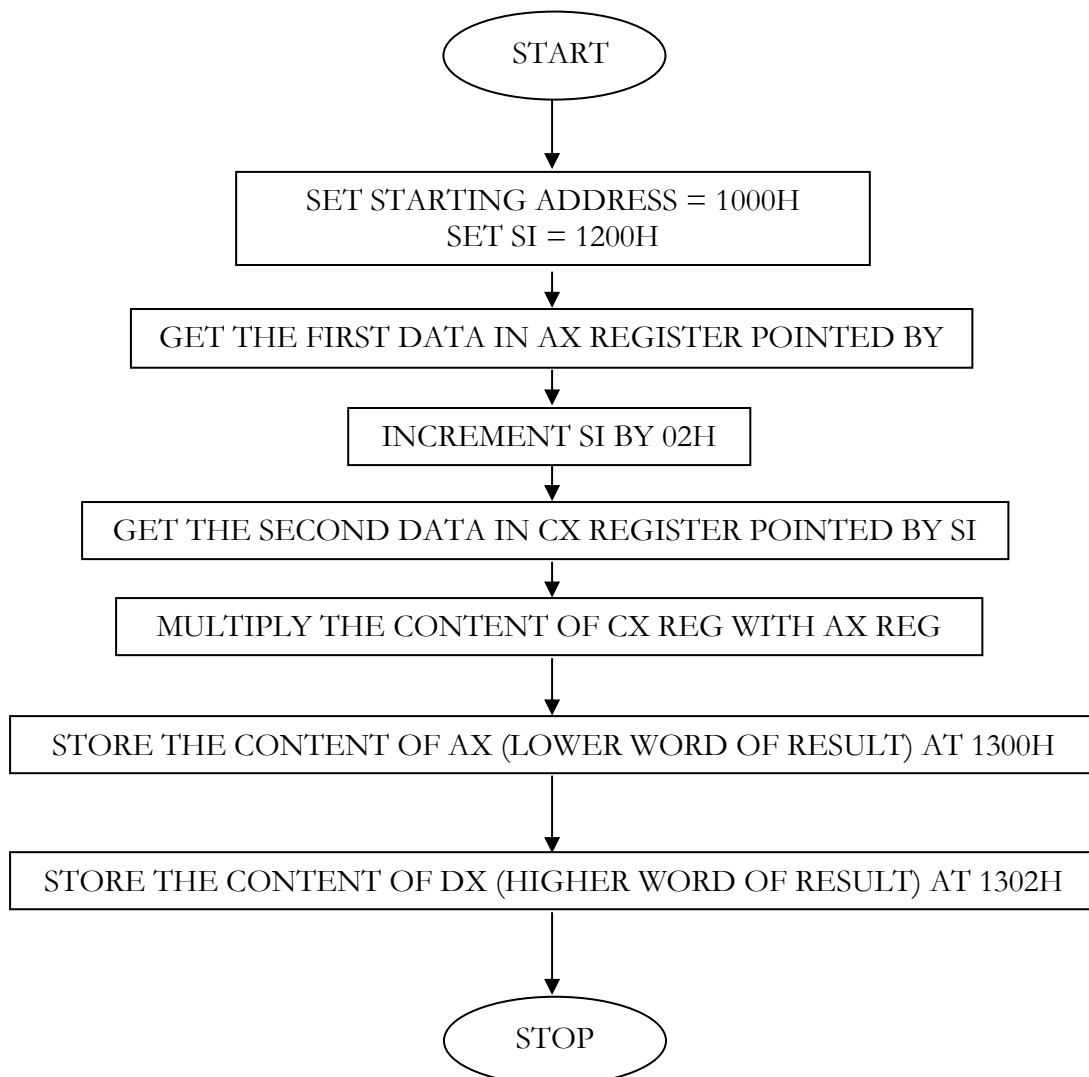 START
SET STARTING ADDRESS = 1000H
SET SI = 1200H
GET THE FIRST DATA IN AX REGISTER POINTED BY
INCREMENT SI BY 02H
GET THE SECOND DATA IN CX REGISTER POINTED BY SI
MULTIPLY THE CONTENT OF CX REG WITH AX REG
STORE THE CONTENT OF AX (LOWER WORD OF RESULT) AT 1300H
STORE THE CONTENT OF DX (HIGHER WORD OF RESULT) AT 1302H
STOP